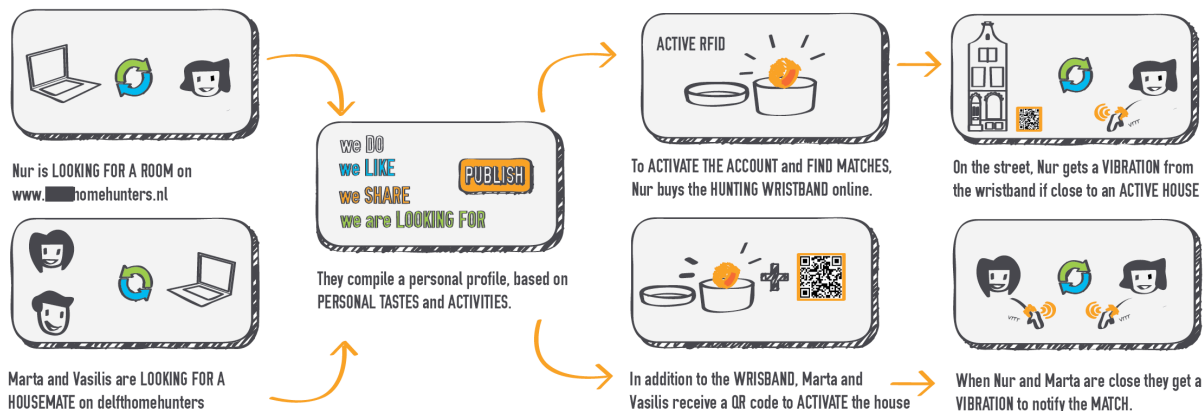 Nur is LOOKING FOR A ROOM on
www. homehunters.nl
Marta and Vasilis are LOOKING FOR A
HOUSEMATE on delfthomehunters
we DO
we LIKE
we SHARE
we are LOOKING FOR
PUBLISH
They compile a personal profile, based on
PERSONAL TASTES and ACTIVITIES.
ACTIVE RFID
To ACTIVATE THE ACCOUNT and FIND MATCHES,
Nur buys the HUNTING WRISTBAND online.
VTTT
On the street, Nur gets a VIBRATION from
the wristband if close to an ACTIVE HOUSE
In addition to the WRISBAND, Marta and
Vasilis receive a QR code to ACTIVATE the house
VTTT
VTTT
When Nur and Marta are close they get a
VIBRATION to notify the MATCH.